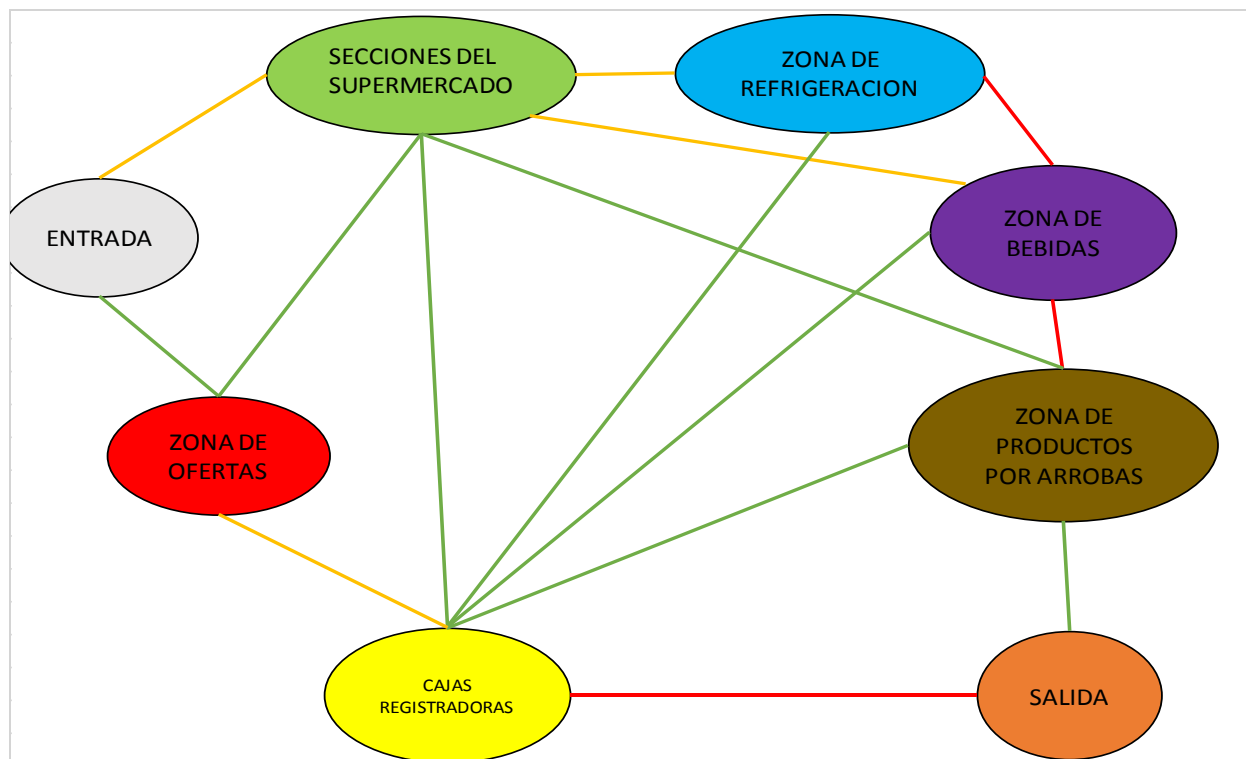 SECCIONES DEL
SUPERMERCADO
ZONA DE
REFRIGERACION
ENTRADA
ZONA DE
BEBIDAS
ZONA DE
OFERTAS
ZONA DE
PRODUCTOS
POR ARROBAS
CAJAS
REGISTRADORAS
SALIDA